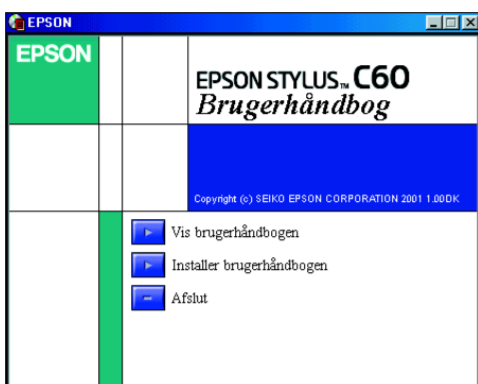 EPSON
EPSON
EPSON STYLUS™ C60
Brugerhåndbog
Copyright (c) SEIKO EPSON CORPORATION 2001 1.00DK
Vis brugerhåndbogen
Installer brugerhåndbogen
Afslut